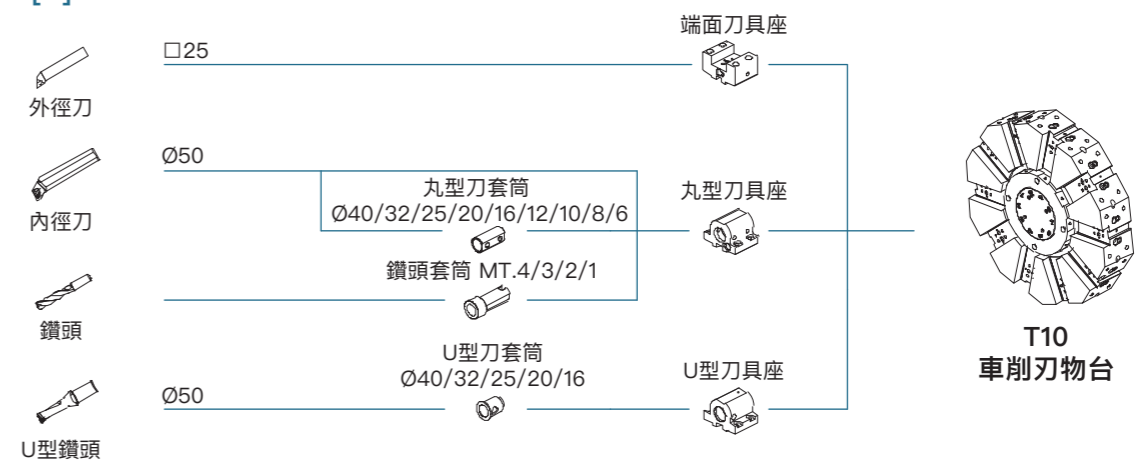 端面刀具座
□25
外徑刀
Ø50
丸型刀套筒
Ø40/32/25/20/16/12/10/8/6
丸型刀具座
內徑刀
鑽頭套筒 MT.4/3/2/1
鑽頭
T10
車削刃物台
U型刀套筒
Ø40/32/25/20/16
U型刀具座
Ø50
U型鑽頭